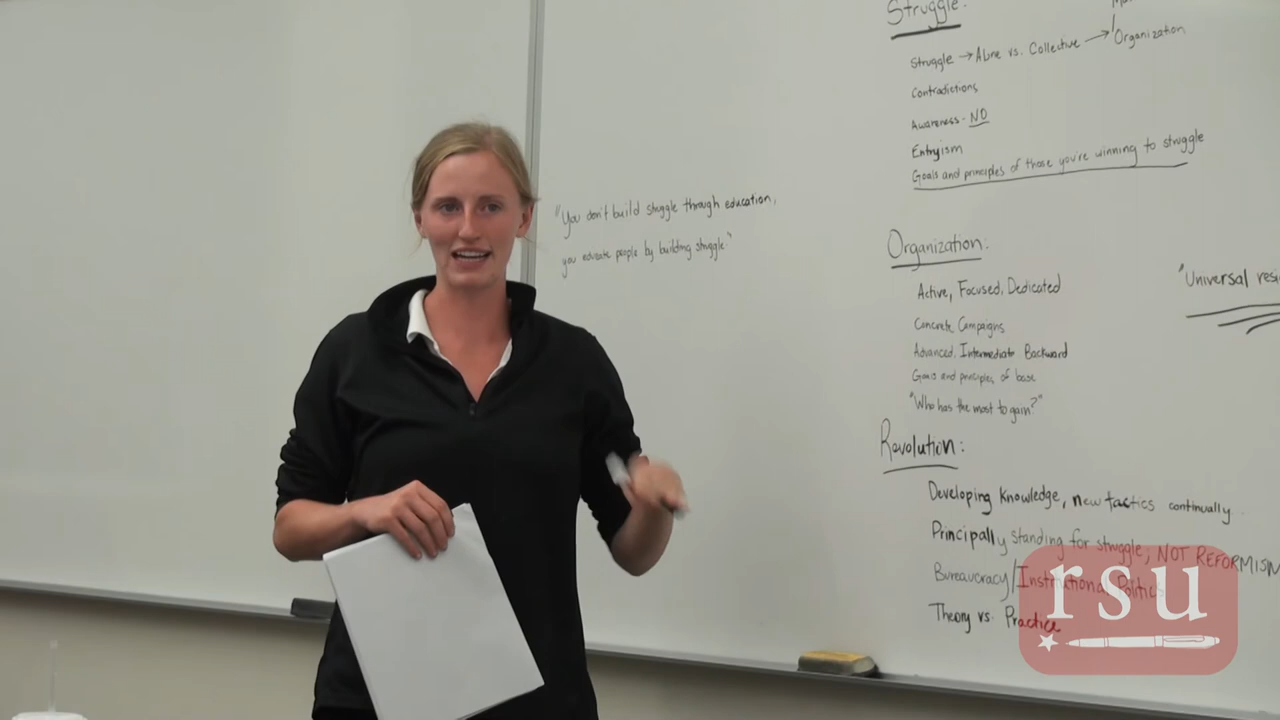 Struggle:
Struggle → Alone vs. Collective → Organization
Contradictions
Awareness - NO
Entryism
Goals and principles of those you're winning to struggle
"You don't build struggle through education,
you educate people by building struggle."
Organization:
Active, Focused, Dedicated
Concrete Campaigns
Advanced, Intermediate Backward
Goals and principles of base
"Who has the most to gain?"
"Universal
Revolution:
Developing Knowledge, new tactics continually
Principally standing for struggle; NOT REFORMISM
Bureaucracy/Institutional Politics
Theory vs. Practice
rsu